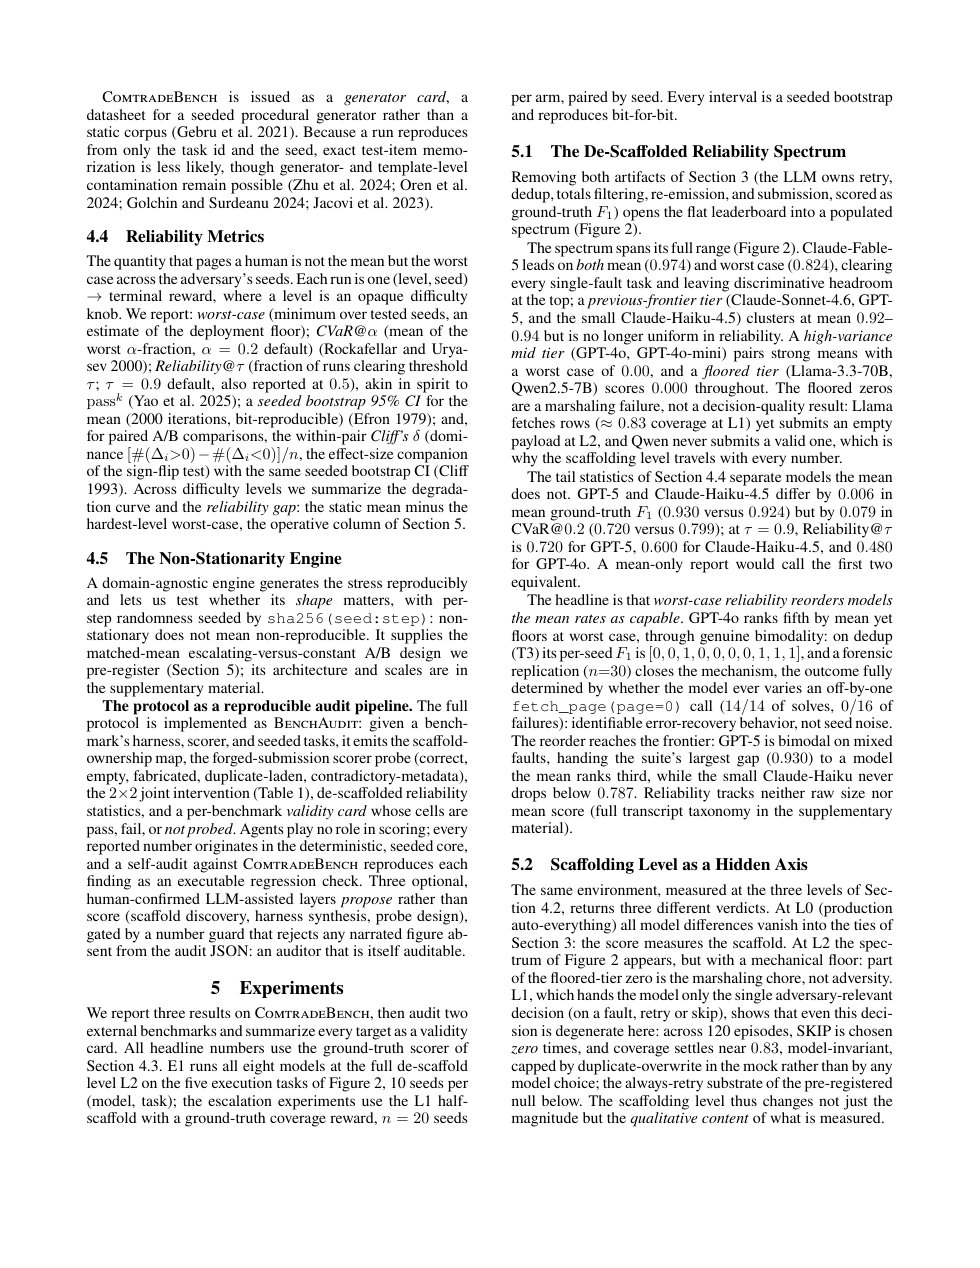 COMTRADEBENCH is issued as a generator card, a
datasheet for a seeded procedural generator rather than a
static corpus (Gebru et al. 2021). Because a run reproduces
from only the task id and the seed, exact test-item memo-
rization is less likely, though generator- and template-level
contamination remain possible (Zhu et al. 2024; Oren et al.
2024; Golchin and Surdeanu 2024; Jacovi et al. 2023).
4.4 Reliability Metrics
The quantity that pages a human is not the mean but the worst
case across the adversary's seeds. Each run is one (level, seed)
→ terminal reward, where a level is an opaque difficulty
knob. We report: worst-case (minimum over tested seeds, an
estimate of the deployment floor); CVaR@α (mean of the
worst α-fraction, α = 0.2 default) (Rockafellar and Urya-
sev 2000); Reliability@τ (fraction of runs clearing threshold
τ; τ = 0.9 default, also reported at 0.5), akin in spirit to
pass^k (Yao et al. 2025); a seeded bootstrap 95% CI for the
mean (2000 iterations, bit-reproducible) (Efron 1979); and,
for paired A/B comparisons, the within-pair Cliff's δ (domi-
nance [#(Δᵢ>0) − #(Δᵢ<0)]/n, the effect-size companion
of the sign-flip test) with the same seeded bootstrap CI (Cliff
1993). Across difficulty levels we summarize the degrada-
tion curve and the reliability gap: the static mean minus the
hardest-level worst-case, the operative column of Section 5.
4.5 The Non-Stationarity Engine
A domain-agnostic engine generates the stress reproducibly
and lets us test whether its shape matters, with per-
step randomness seeded by sha256(seed:step): non-
stationary does not mean non-reproducible. It supplies the
matched-mean escalating-versus-constant A/B design we
pre-register (Section 5); its architecture and scales are in
the supplementary material.
The protocol as a reproducible audit pipeline. The full
protocol is implemented as BENCHAUDIT: given a bench-
mark's harness, scorer, and seeded tasks, it emits the scaffold-
ownership map, the forged-submission scorer probe (correct,
empty, fabricated, duplicate-laden, contradictory-metadata),
the 2×2 joint intervention (Table 1), de-scaffolded reliability
statistics, and a per-benchmark validity card whose cells are
pass, fail, or not probed. Agents play no role in scoring; every
reported number originates in the deterministic, seeded core,
and a self-audit against COMTRADEBENCH reproduces each
finding as an executable regression check. Three optional,
human-confirmed LLM-assisted layers propose rather than
score (scaffold discovery, harness synthesis, probe design),
gated by a number guard that rejects any narrated figure ab-
sent from the audit JSON: an auditor that is itself auditable.
5 Experiments
We report three results on COMTRADEBENCH, then audit two
external benchmarks and summarize every target as a validity
card. All headline numbers use the ground-truth scorer of
Section 4.3. E1 runs all eight models at the full de-scaffold
level L2 on the five execution tasks of Figure 2, 10 seeds per
(model, task); the escalation experiments use the L1 half-
scaffold with a ground-truth coverage reward, n = 20 seeds
per arm, paired by seed. Every interval is a seeded bootstrap
and reproduces bit-for-bit.
5.1 The De-Scaffolded Reliability Spectrum
Removing both artifacts of Section 3 (the LLM owns retry,
dedup, totals filtering, re-emission, and submission, scored as
ground-truth F₁) opens the flat leaderboard into a populated
spectrum (Figure 2).
The spectrum spans its full range (Figure 2). Claude-Fable-
5 leads on both mean (0.974) and worst case (0.824), clearing
every single-fault task and leaving discriminative headroom
at the top; a previous-frontier tier (Claude-Sonnet-4.6, GPT-
5, and the small Claude-Haiku-4.5) clusters at mean 0.92–
0.94 but is no longer uniform in reliability. A high-variance
mid tier (GPT-4o, GPT-4o-mini) pairs strong means with
a worst case of 0.00, and a floored tier (Llama-3.3-70B,
Qwen2.5-7B) scores 0.000 throughout. The floored zeros
are a marshaling failure, not a decision-quality result: Llama
fetches rows (≈ 0.83 coverage at L1) yet submits an empty
payload at L2, and Qwen never submits a valid one, which is
why the scaffolding level travels with every number.
The tail statistics of Section 4.4 separate models the mean
does not. GPT-5 and Claude-Haiku-4.5 differ by 0.006 in
mean ground-truth F₁ (0.930 versus 0.924) but by 0.079 in
CVaR@0.2 (0.720 versus 0.799); at τ = 0.9, Reliability@τ
is 0.720 for GPT-5, 0.600 for Claude-Haiku-4.5, and 0.480
for GPT-4o. A mean-only report would call the first two
equivalent.
The headline is that worst-case reliability reorders models
the mean rates as capable. GPT-4o ranks fifth by mean yet
floors at worst case, through genuine bimodality: on dedup
(T3) its per-seed F₁ is [0, 0, 1, 0, 0, 0, 0, 1, 1, 1], and a forensic
replication (n=30) closes the mechanism, the outcome fully
determined by whether the model ever varies an off-by-one
fetch_page(page=0) call (14/14 of solves, 0/16 of
failures): identifiable error-recovery behavior, not seed noise.
The reorder reaches the frontier: GPT-5 is bimodal on mixed
faults, handing the suite's largest gap (0.930) to a model
the mean ranks third, while the small Claude-Haiku never
drops below 0.787. Reliability tracks neither raw size nor
mean score (full transcript taxonomy in the supplementary
material).
5.2 Scaffolding Level as a Hidden Axis
The same environment, measured at the three levels of Sec-
tion 4.2, returns three different verdicts. At L0 (production
auto-everything) all model differences vanish into the ties of
Section 3: the score measures the scaffold. At L2 the spec-
trum of Figure 2 appears, but with a mechanical floor: part
of the floored-tier zero is the marshaling chore, not adversity.
L1, which hands the model only the single adversary-relevant
decision (on a fault, retry or skip), shows that even this deci-
sion is degenerate here: across 120 episodes, SKIP is chosen
zero times, and coverage settles near 0.83, model-invariant,
capped by duplicate-overwrite in the mock rather than by any
model choice; the always-retry substrate of the pre-registered
null below. The scaffolding level thus changes not just the
magnitude but the qualitative content of what is measured.